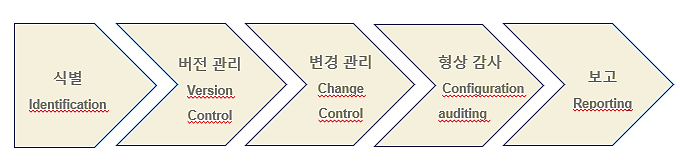 식별
Identification
버전 관리
Version
Control
변경 관리
Change
Control
형상 감사
Configuration
auditing
보고
Reporting